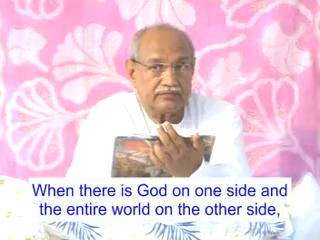 When there is God on one side and
the entire world on the other side,